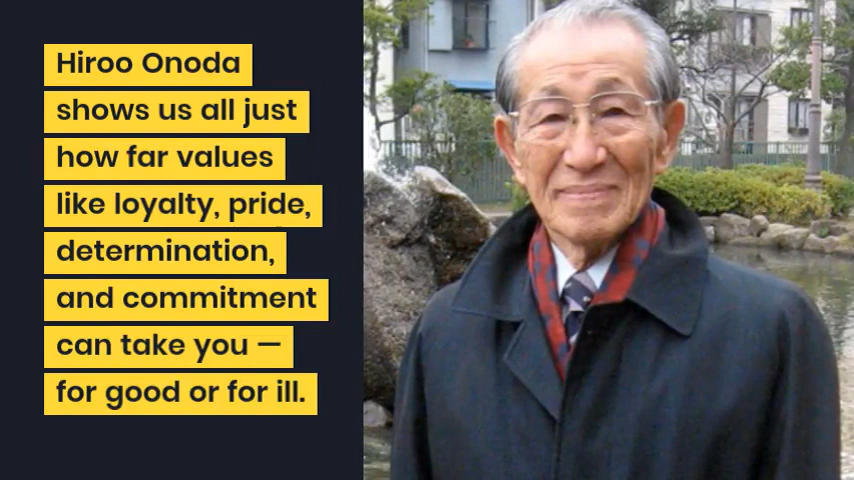 Hiroo Onoda
shows us all just
how far values
like loyalty, pride,
determination,
and commitment
can take you —
for good or for ill.